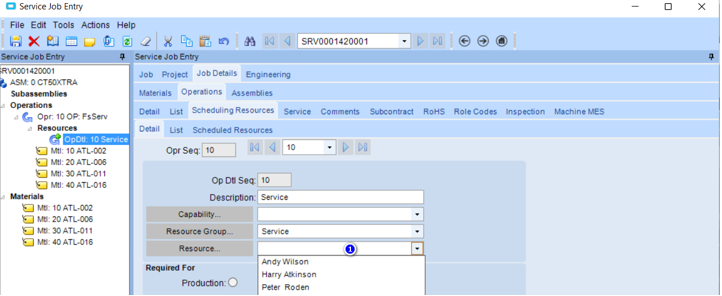 Service Job Entry
File Edit Tools Actions Help
SRV0001420001
Service Job Entry
SRV0001420001
ASM: 0 CT50XTRA
Subassemblies
Operations
Opr: 10 OP: FsServ
Resources
OpDtl: 10 Service
Mtl: 10 ATL-002
Mtl: 20 ATL-006
Mtl: 30 ATL-011
Mtl: 40 ATL-016
Materials
Mtl: 10 ATL-002
Mtl: 20 ATL-006
Mtl: 30 ATL-011
Mtl: 40 ATL-016
Service Job Entry
Job Project Job Details Engineering
Materials Operations Assemblies
Detail List Scheduling Resources Service Comments Subcontract RoHS Role Codes Inspection Machine MES
Detail List Scheduled Resources
Opr Seq: 10 10
Op Dtl Seq: 10
Description: Service
Capability...
Resource Group... Service
Resource... 1
Andy Wilson
Harry Atkinson
Peter Roden
Required For
Production: